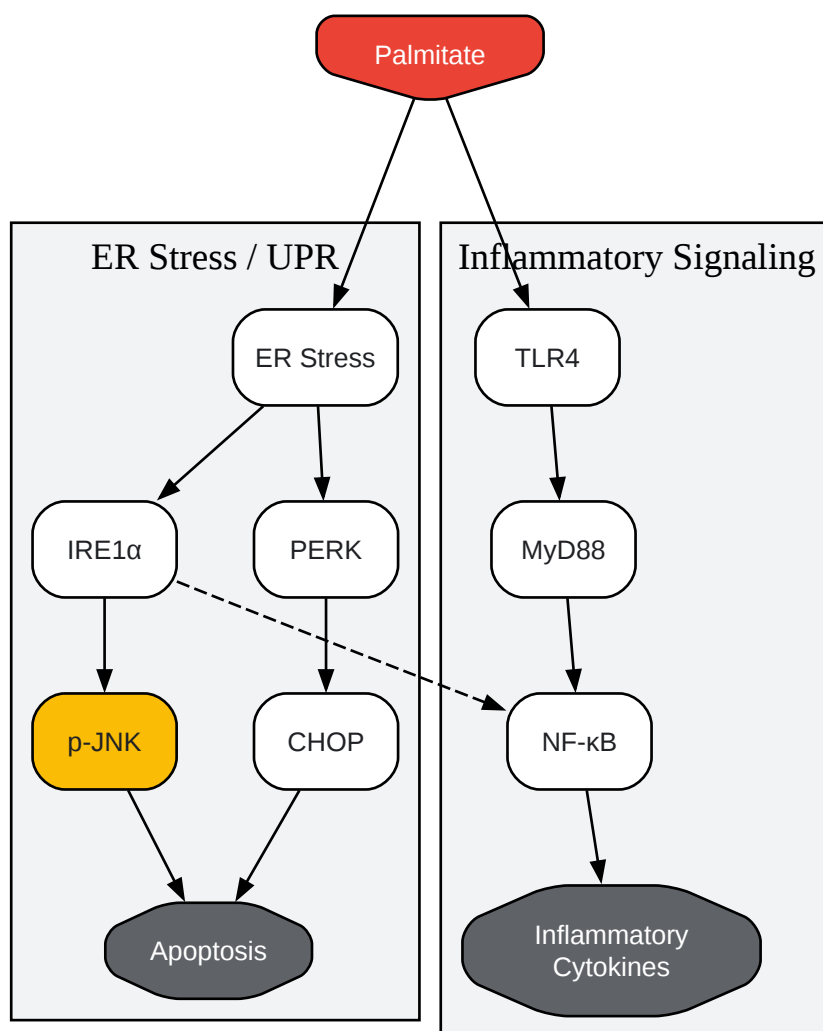 Palmitate
ER Stress / UPR
Inflammatory Signaling
ER Stress
TLR4
IRE1α
PERK
MyD88
p-JNK
CHOP
NF-κB
Apoptosis
Inflammatory
Cytokines